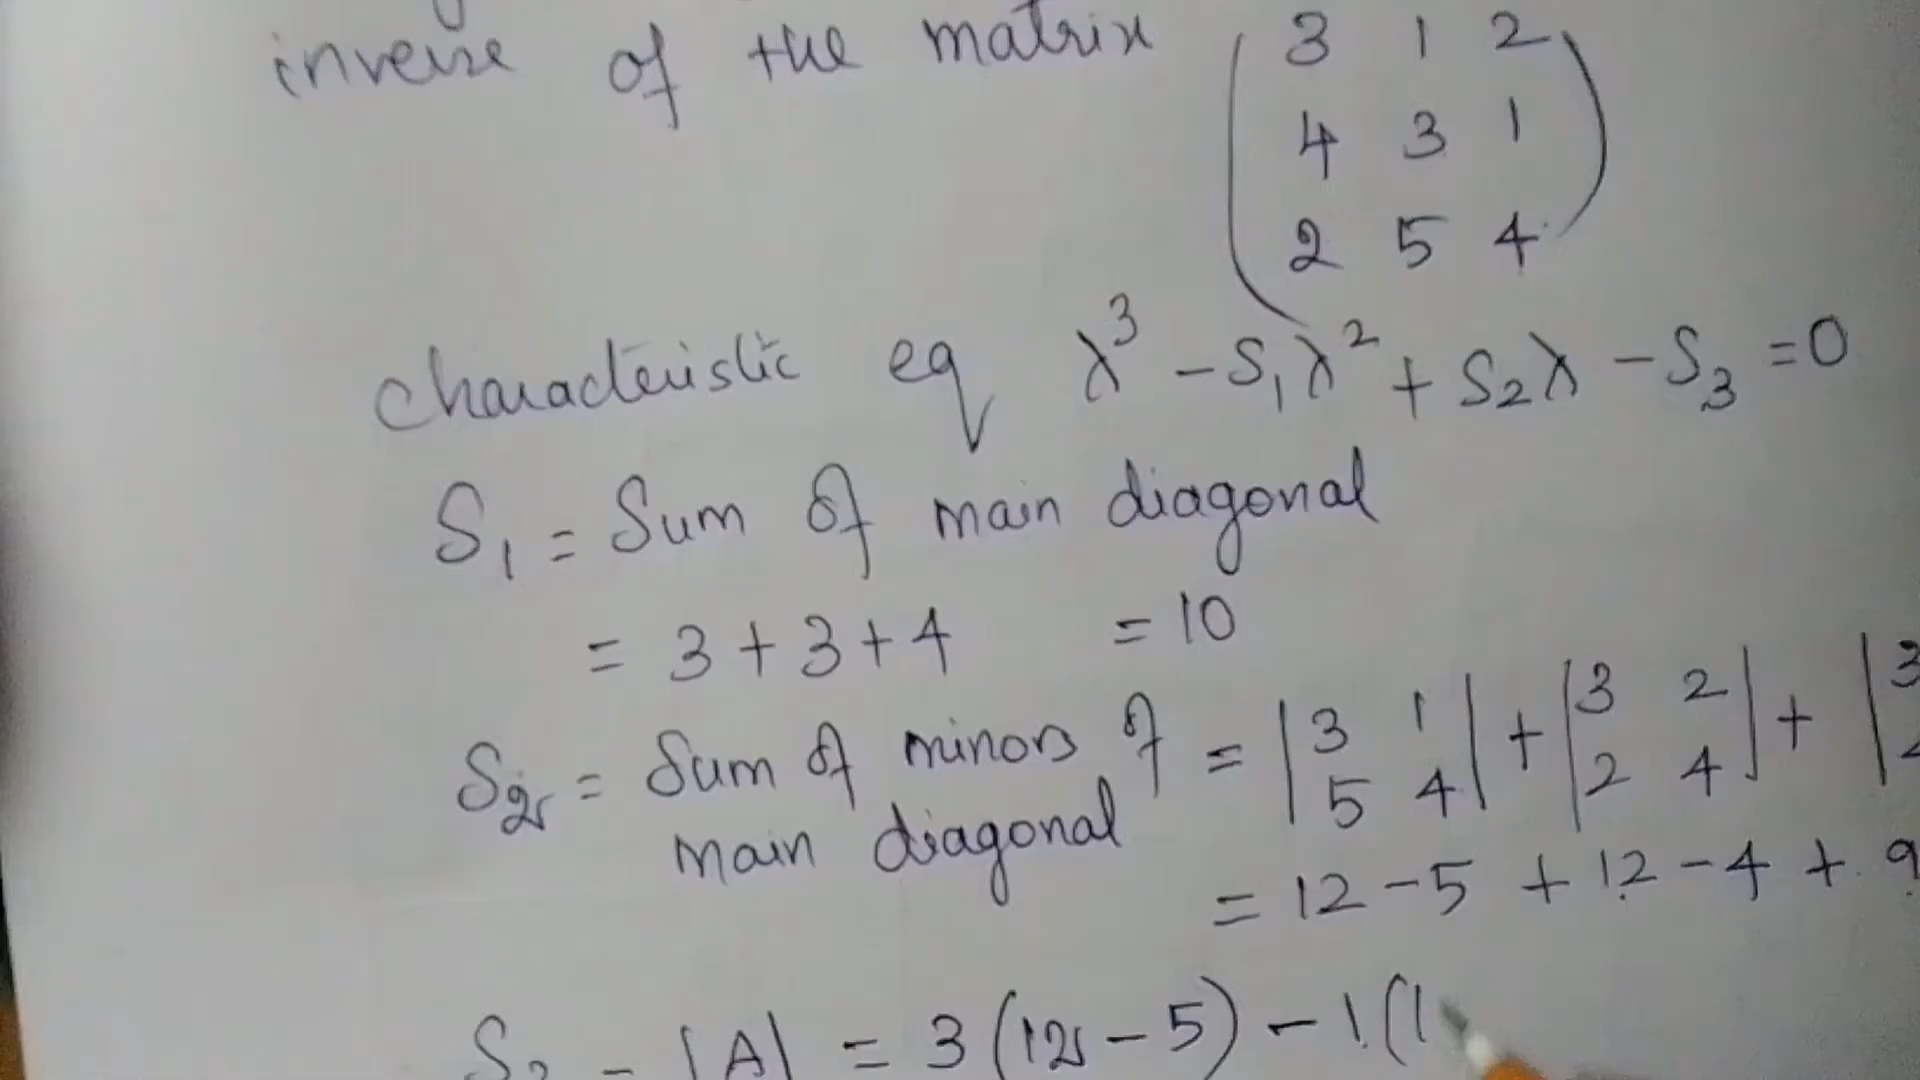 inverse of the matrix ( 3 1 2
4 3 1
2 5 4 )
characteristic eq λ³ - S₁λ² + S₂λ - S₃ = 0
S₁ = Sum of main diagonal
= 3 + 3 + 4 = 10
S₂ = Sum of minors of = | 3 1 | + | 3 2 | + | 3
main diagonal | 5 4 | | 2 4 |
= 12 - 5 + 12 - 4 + 9
S₃ = |A| = 3 (12 - 5) - 1 (1